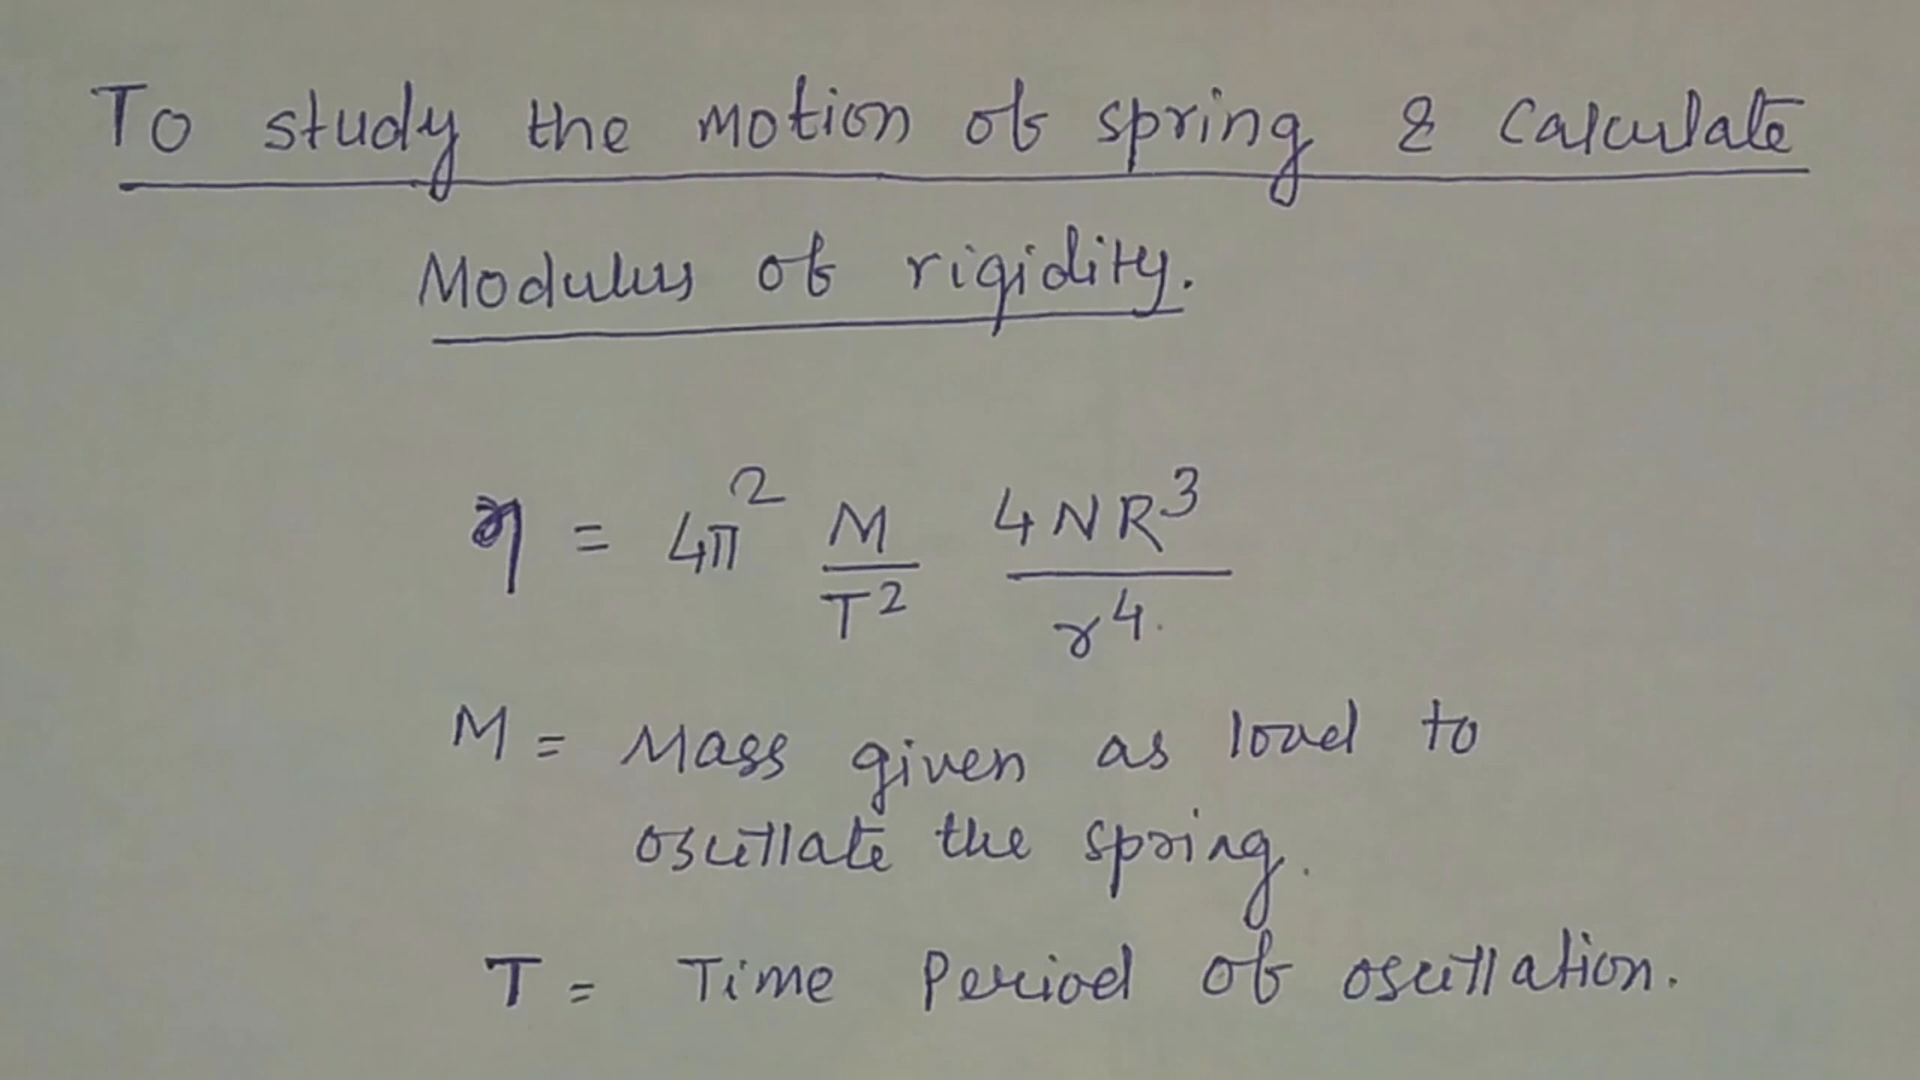 To study the motion of spring & Calculate
Modulus of rigidity.
η = 4π² M/T² 4NR³/r⁴.
M = Mass given as load to
oscillate the spring.
T = Time Period of oscillation.